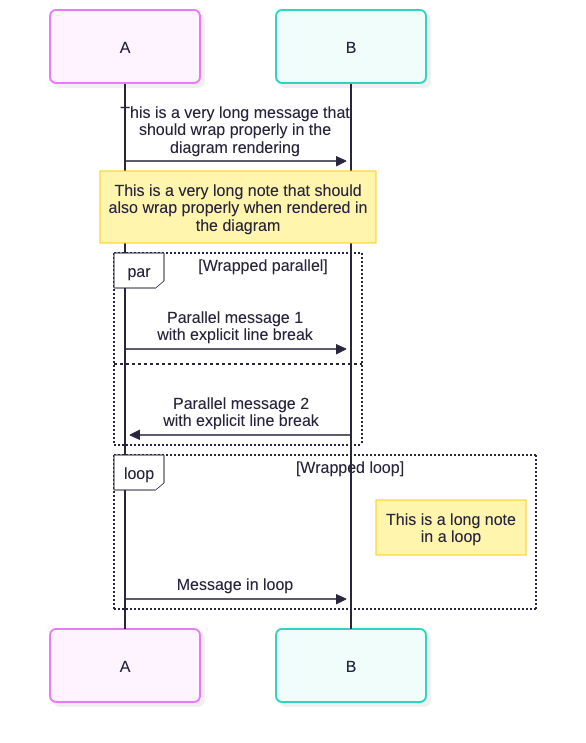 A
B
This is a very long message that
should wrap properly in the
diagram rendering
This is a very long note that should
also wrap properly when rendered in
the diagram
par
[Wrapped parallel]
Parallel message 1
with explicit line break
Parallel message 2
with explicit line break
loop
[Wrapped loop]
This is a long note
in a loop
Message in loop
A
B